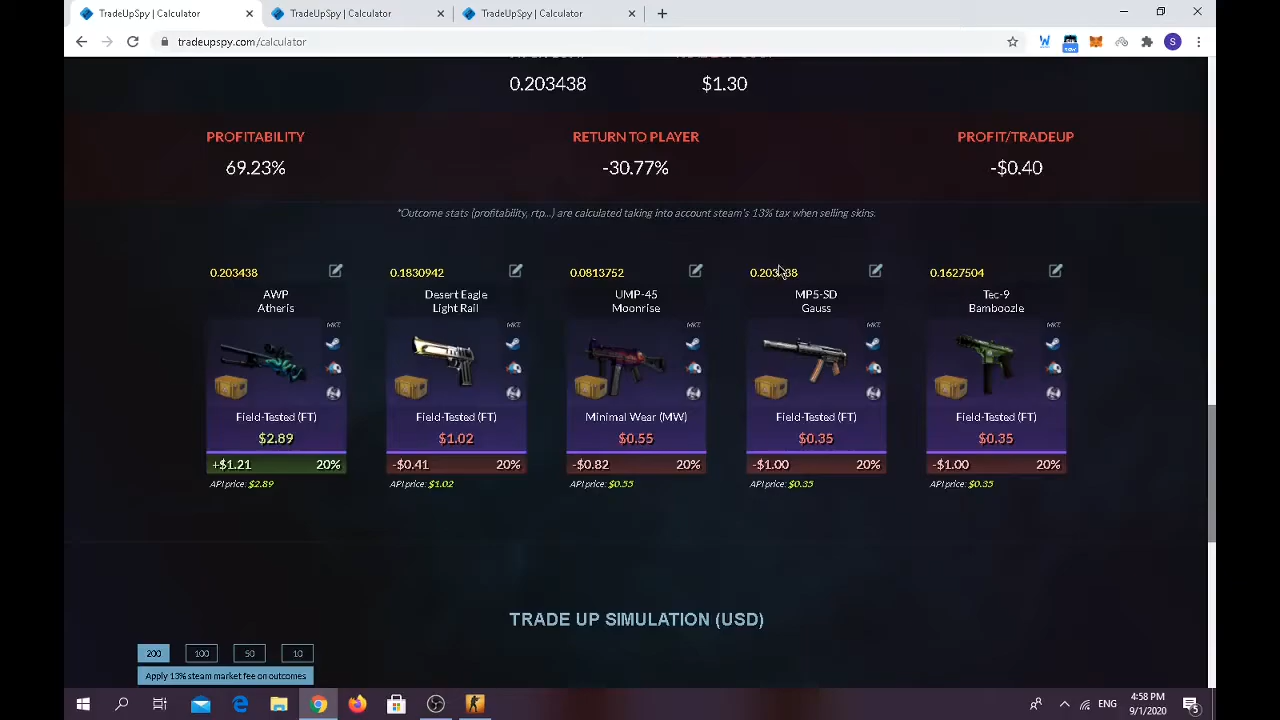 TradeUpSpy | Calculator
TradeUpSpy | Calculator
TradeUpSpy | Calculator
tradeupspy.com/calculator
S
0.203438
$1.30
PROFITABILITY
RETURN TO PLAYER
PROFIT/TRADEUP
69.23%
-30.77%
-$0.40
*Outcome stats (profitability, rtp...) are calculated taking into account steam's 13% tax when selling skins.
0.203438
0.1830942
0.0813752
0.1627504
AWP
Atheris
Desert Eagle
Light Rail
UMP-45
Moonrise
MP5-SD
Gauss
Tec-9
Bamboozle
MKT.
MKT.
MKT.
MKT.
MKT.
Field-Tested (FT)
Field-Tested (FT)
Minimal Wear (MW)
Field-Tested (FT)
Field-Tested (FT)
$2.89
$1.02
$0.55
$0.35
$0.35
+$1.21 20%
-$0.41 20%
-$0.82 20%
-$1.00 20%
-$1.00 20%
API price: $2.89
API price: $1.02
API price: $0.55
API price: $0.35
API price: $0.35
TRADE UP SIMULATION (USD)
200
100
50
10
Apply 13% steam market fee on outcomes
ENG
4:58 PM
9/1/2020